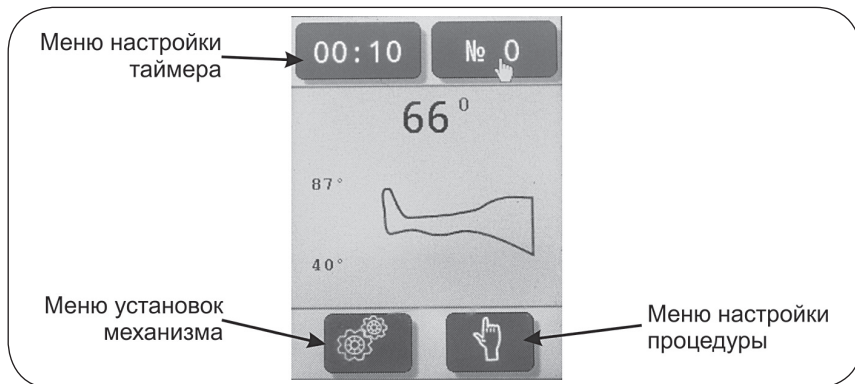 Меню настройки
таймера
00:10
№ 0
66°
87°
40°
Меню установок
механизма
Меню настройки
процедуры